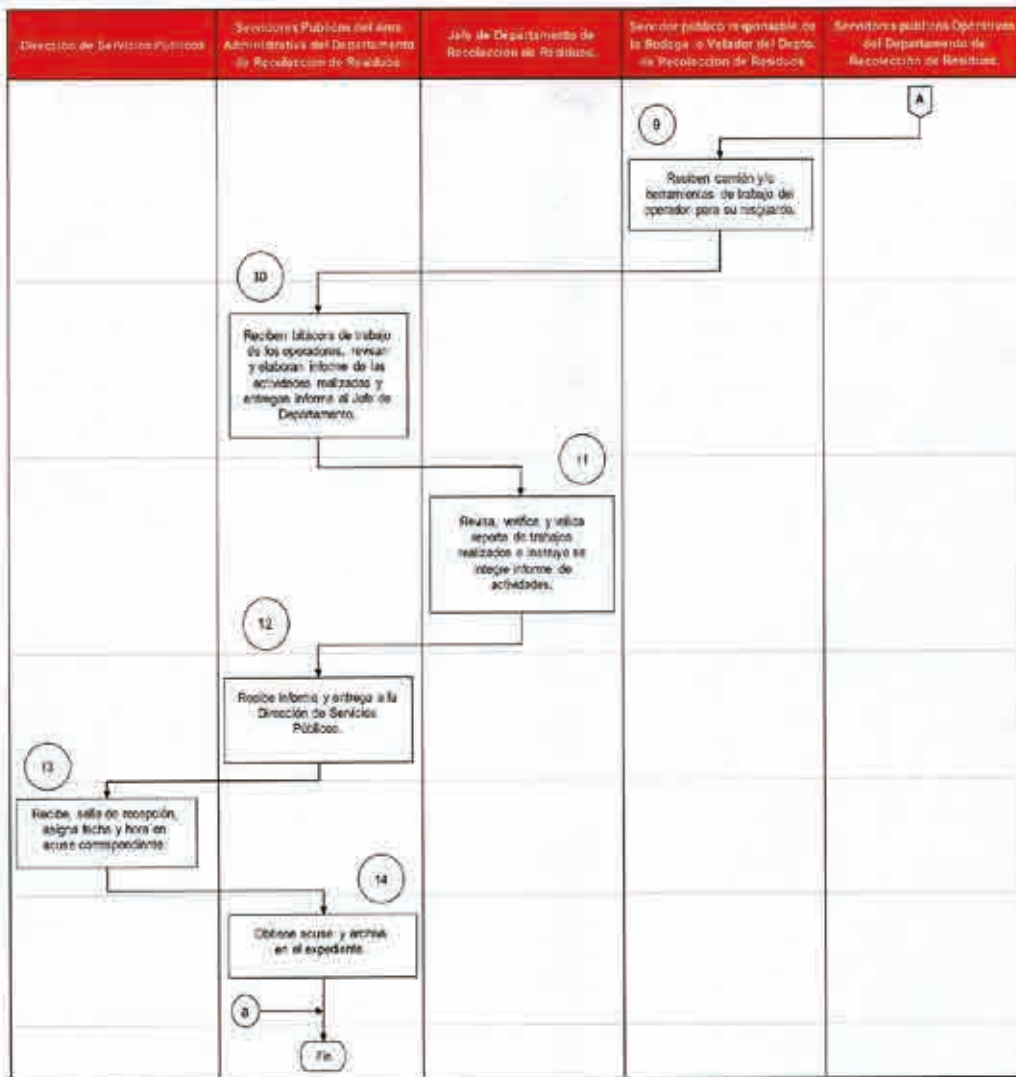 Dirección de Servicios Públicos
Servidores Públicos del Area
Administrativa del Departamento
de Recolección de Residuos
Jefe de Departamento de
Recolección de Residuos.
Servidor público responsable de
la Bodega o Velador del Depto.
de Recolección de Residuos
Servidores públicos Operativos
del Departamento de
Recolección de Residuos.
A
9
Reciben camión y/o
herramientas de trabajo del
operador para su resguardo.
10
Reciben bitácora de trabajo
de los operadores, revisan
y elaboran informe de las
actividades realizadas y
entregan informe al Jefe de
Departamento.
11
Revisa, verifica y valida
reporte de trabajos
realizados e instruye se
integre informe de
actividades.
12
Recibe informe y entrega a la
Dirección de Servicios
Públicos.
13
Recibe, sella de recepción,
asigna fecha y hora en
acuse correspondiente.
14
Obtiene acuse y archiva
en el expediente.
a
Fin